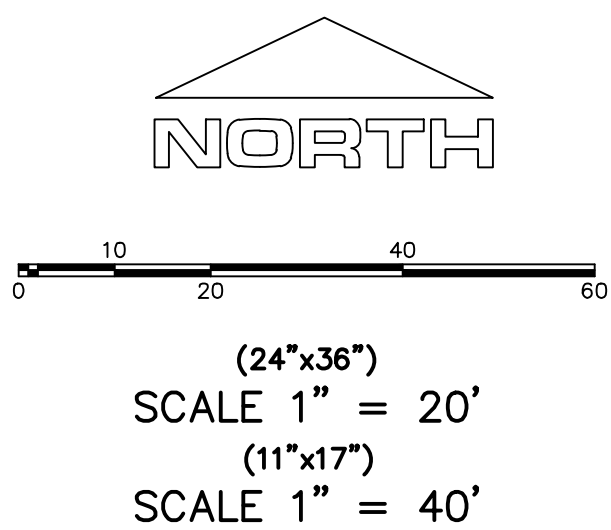 NORTH
10 40
0 20 60
(24"x36")
SCALE 1" = 20'
(11"x17")
SCALE 1" = 40'